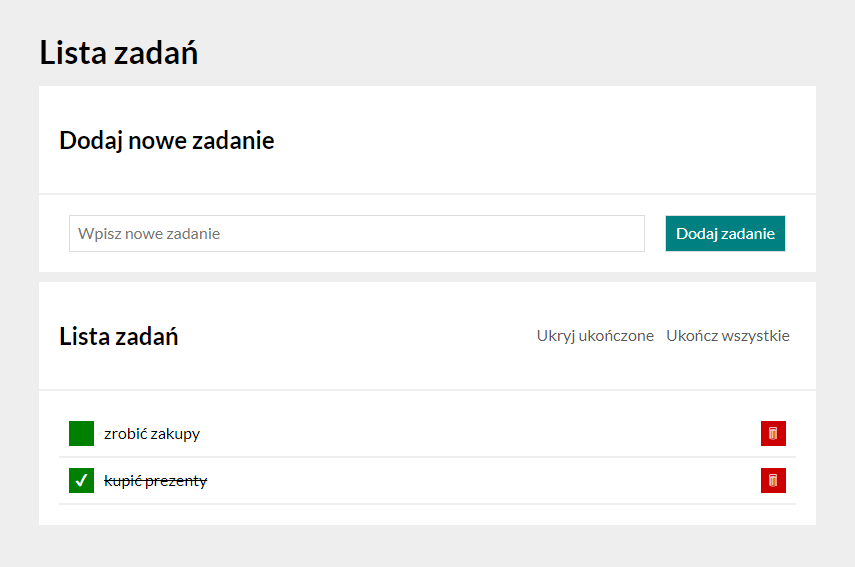 Lista zadań
Dodaj nowe zadanie
Wpisz nowe zadanie
Dodaj zadanie
Lista zadań
Ukryj ukończone
Ukończ wszystkie
zrobić zakupy
kupić prezenty